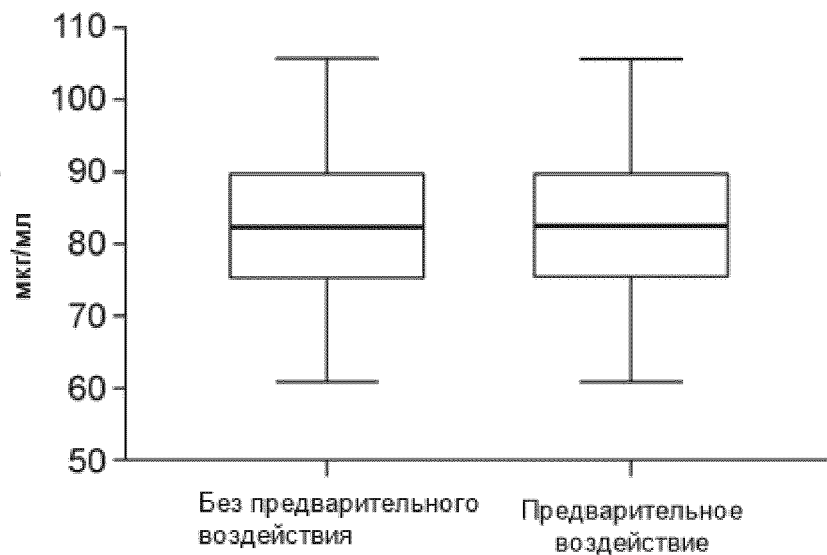 110
100
90
80
70
60
50
мкг/мл
Без предварительного
воздействия
Предварительное
воздействие